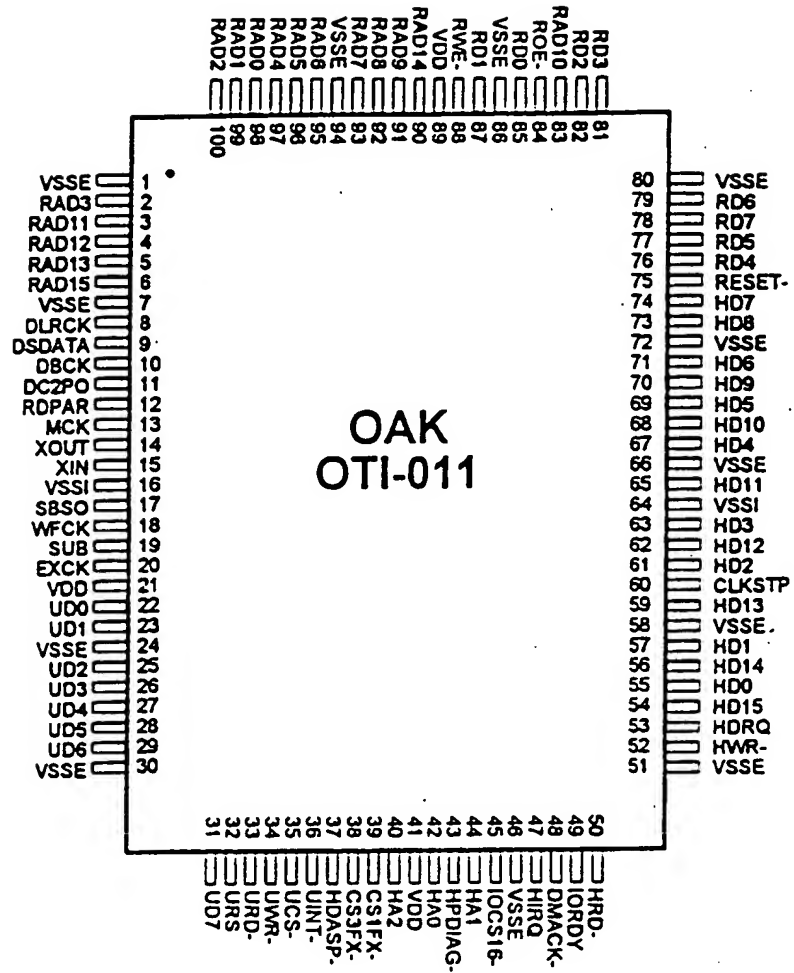 RAD2
RAD1
RAD0
RAD4
RAD5
RAD8
VSSE
RAD7
RAD8
RAD9
RAD14
VDD
RWE-
RD1
VSSE
RD0
ROE-
RAD10
RD2
RD3
100
99
98
97
96
95
94
93
92
91
90
89
88
87
86
85
84
83
82
81
VSSE 1
RAD3 2
RAD11 3
RAD12 4
RAD13 5
RAD15 6
VSSE 7
DLRCK 8
DSDATA 9
DBCK 10
DC2PO 11
RDPAR 12
MCK 13
XOUT 14
XIN 15
VSSI 16
SBSO 17
WFCK 18
SUB 19
EXCK 20
VDD 21
UD0 22
UD1 23
VSSE 24
UD2 25
UD3 26
UD4 27
UD5 28
UD6 29
VSSE 30
OAK
OTI-011
80 VSSE
79 RD6
78 RD7
77 RD5
76 RD4
75 RESET-
74 HD7
73 HD8
72 VSSE
71 HD6
70 HD9
69 HD5
68 HD10
67 HD4
66 VSSE
65 HD11
64 VSSI
63 HD3
62 HD12
61 HD2
60 CLKSTP
59 HD13
58 VSSE
57 HD1
56 HD14
55 HD0
54 HD15
53 HDRQ
52 HWR-
51 VSSE
31
32
33
34
35
36
37
38
39
40
41
42
43
44
45
46
47
48
49
50
UD7
URS
URD-
UWR-
UCS-
UINT-
HDASP-
CS3FX-
CS1FX-
HA2
VDD
HA0
HPDIAG-
HA1
IOCS16-
VSSE
HIRQ
DMACK-
IORDY
HRD-